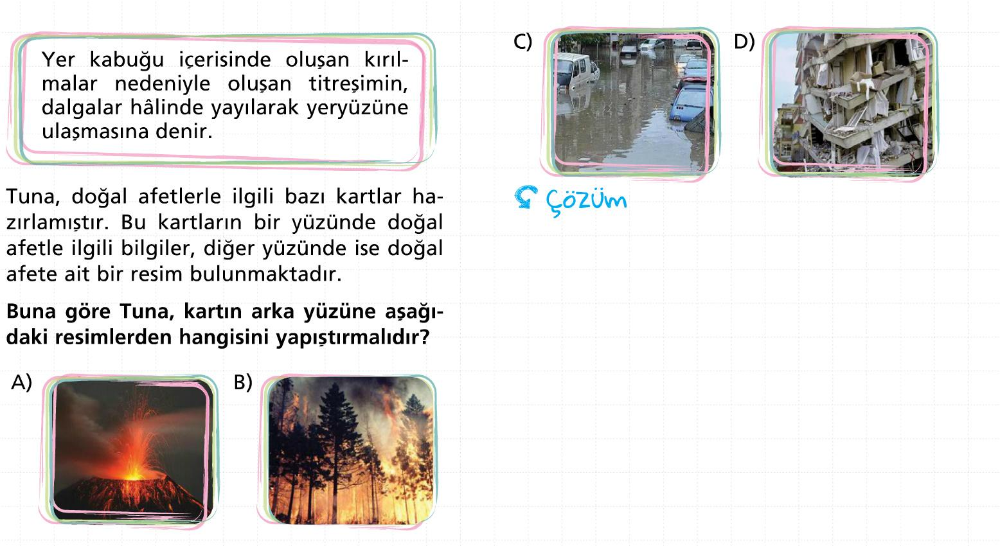 Yer kabuğu içerisinde oluşan kırıl-
malar nedeniyle oluşan titreşimin,
dalgalar hâlinde yayılarak yeryüzüne
ulaşmasına denir.
Tuna, doğal afetlerle ilgili bazı kartlar ha-
zırlamıştır. Bu kartların bir yüzünde doğal
afetle ilgili bilgiler, diğer yüzünde ise doğal
afete ait bir resim bulunmaktadır.
Buna göre Tuna, kartın arka yüzüne aşağı-
daki resimlerden hangisini yapıştırmalıdır?
A)
B)
C)
D)
Çözüm